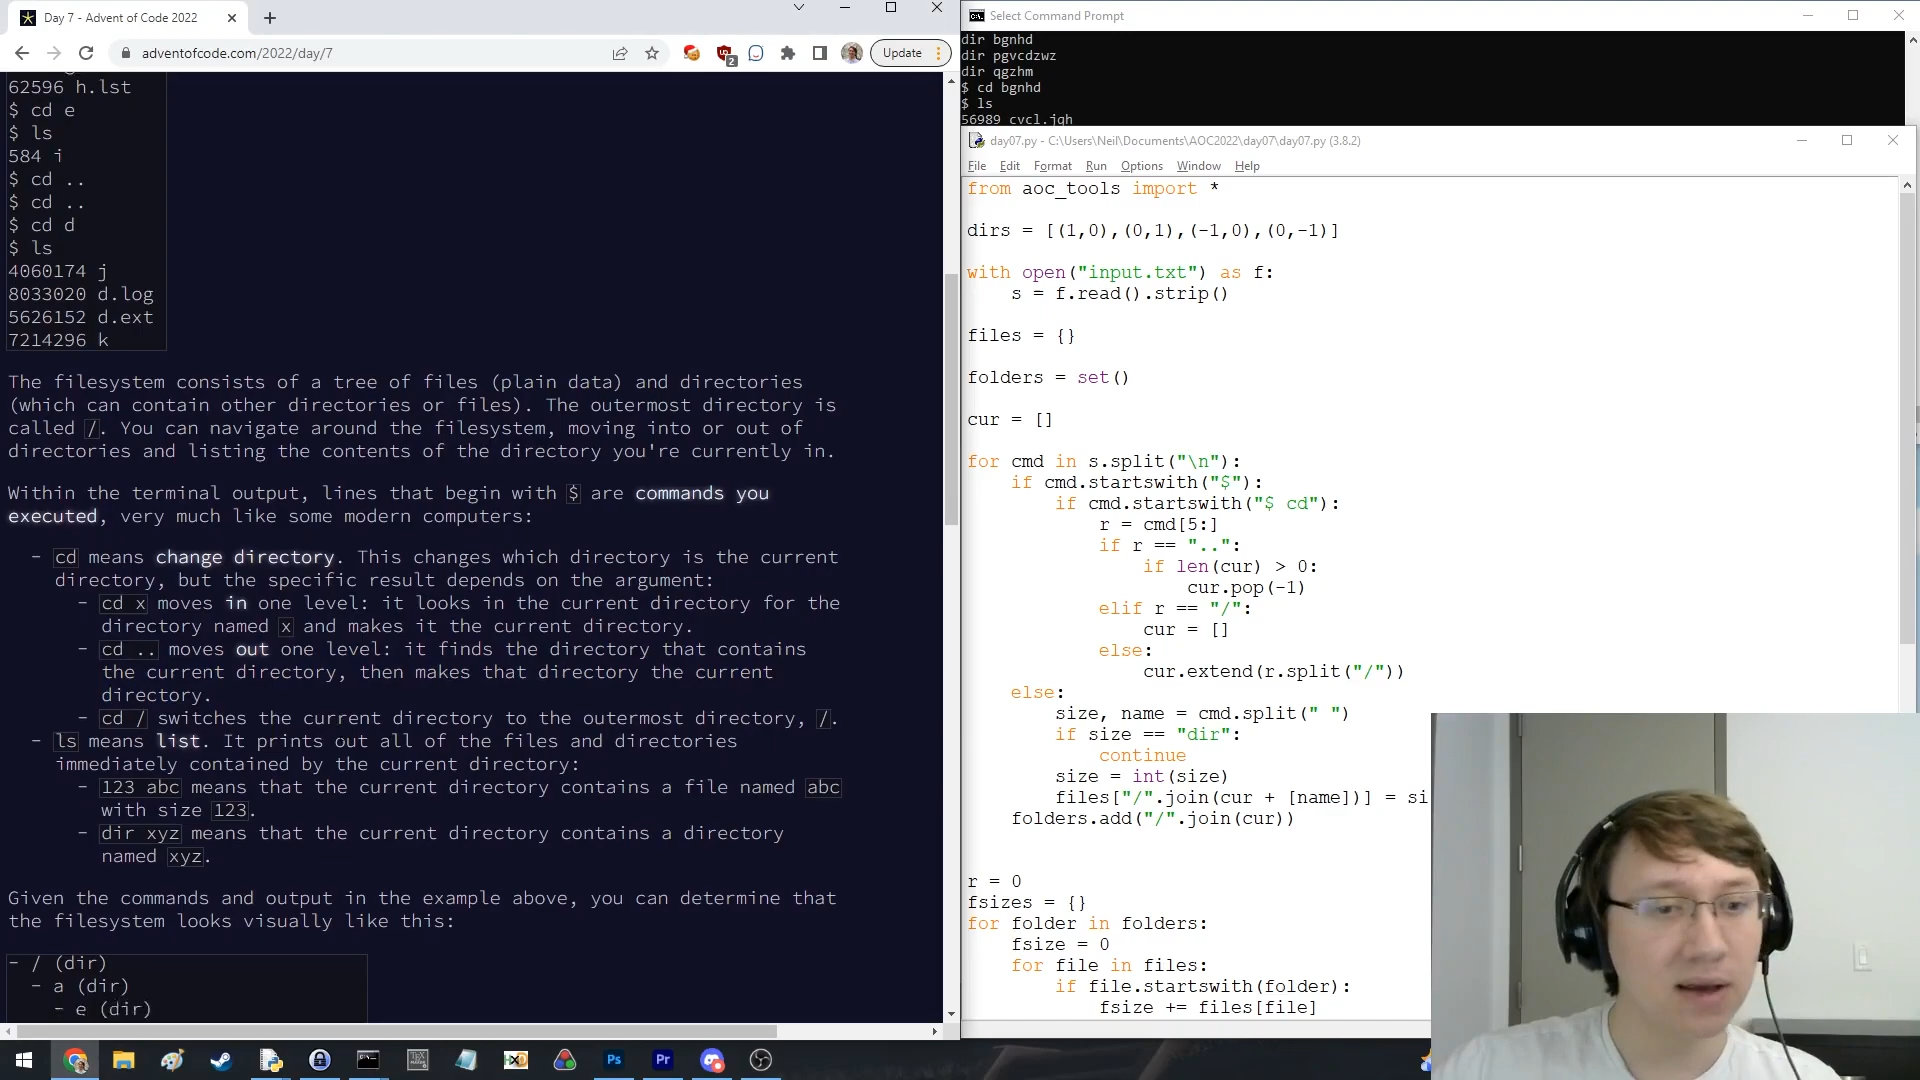 Day 7 - Advent of Code 2022
adventofcode.com/2022/day/7
2
Update
62596 h.lst
$ cd e
$ ls
584 i
$ cd ..
$ cd ..
$ cd d
$ ls
4060174 j
8033020 d.log
5626152 d.ext
7214296 k
The filesystem consists of a tree of files (plain data) and directories
(which can contain other directories or files). The outermost directory is
called /. You can navigate around the filesystem, moving into or out of
directories and listing the contents of the directory you're currently in.
Within the terminal output, lines that begin with $ are commands you
executed, very much like some modern computers:
- cd means change directory. This changes which directory is the current
directory, but the specific result depends on the argument:
- cd x moves in one level: it looks in the current directory for the
directory named x and makes it the current directory.
- cd .. moves out one level: it finds the directory that contains
the current directory, then makes that directory the current
directory.
- cd / switches the current directory to the outermost directory, /.
- ls means list. It prints out all of the files and directories
immediately contained by the current directory:
- 123 abc means that the current directory contains a file named abc
with size 123.
- dir xyz means that the current directory contains a directory
named xyz.
Given the commands and output in the example above, you can determine that
the filesystem looks visually like this:
- / (dir)
- a (dir)
- e (dir)
Select Command Prompt
dir bgnhd
dir pgvcdzwz
dir qgzhm
$ cd bgnhd
$ ls
56989 cvcl.jqh
day07.py - C:\Users\Neil\Documents\AOC2022\day07\day07.py (3.8.2)
File Edit Format Run Options Window Help
from aoc_tools import *
dirs = [(1,0),(0,1),(-1,0),(0,-1)]
with open("input.txt") as f:
s = f.read().strip()
files = {}
folders = set()
cur = []
for cmd in s.split("\n"):
if cmd.startswith("$"):
if cmd.startswith("$ cd"):
r = cmd[5:]
if r == "..":
if len(cur) > 0:
cur.pop(-1)
elif r == "/":
cur = []
else:
cur.extend(r.split("/"))
else:
size, name = cmd.split(" ")
if size == "dir":
continue
size = int(size)
files["/".join(cur + [name])] = si
folders.add("/".join(cur))
r = 0
fsizes = {}
for folder in folders:
fsize = 0
for file in files:
if file.startswith(folder):
fsize += files[file]
Ps
Pr